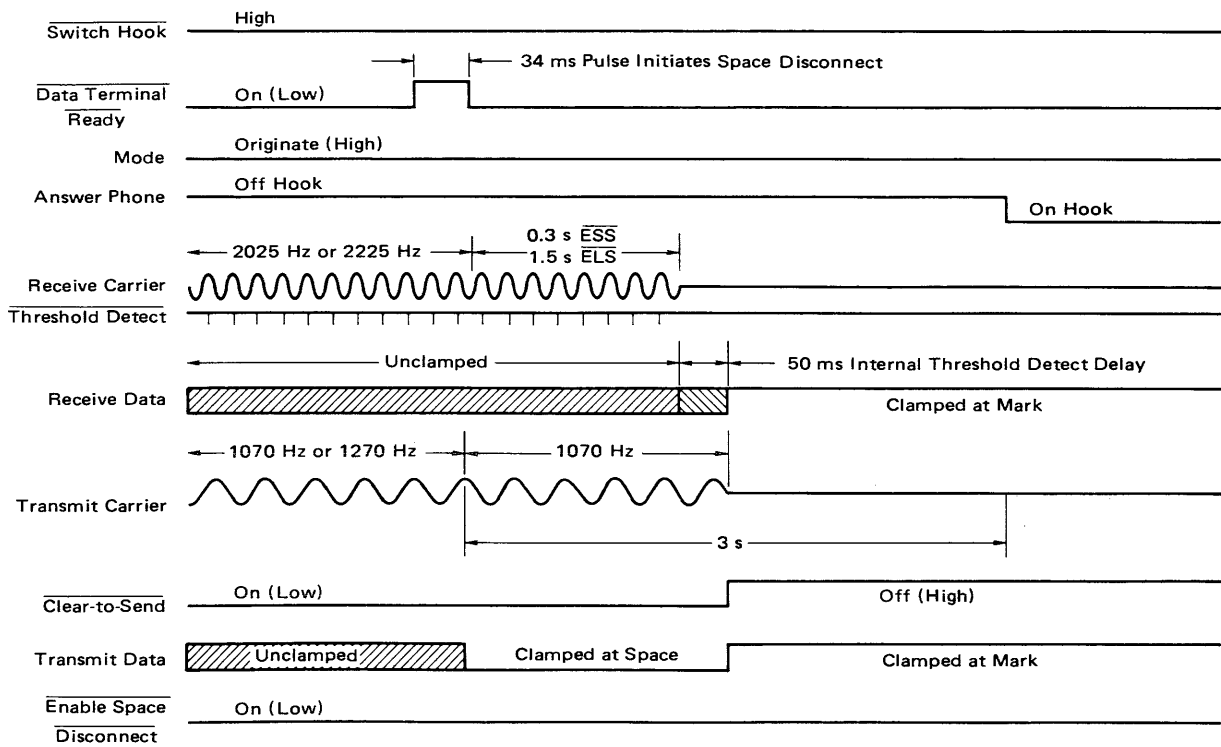 Switch Hook
High
34 ms Pulse Initiates Space Disconnect
Data Terminal
Ready
On (Low)
Mode
Originate (High)
Answer Phone
Off Hook
On Hook
2025 Hz or 2225 Hz
0.3 s ESS
1.5 s ELS
Receive Carrier
Threshold Detect
Unclamped
50 ms Internal Threshold Detect Delay
Receive Data
Clamped at Mark
1070 Hz or 1270 Hz
1070 Hz
Transmit Carrier
3 s
Clear-to-Send
On (Low)
Off (High)
Transmit Data
Unclamped
Clamped at Space
Clamped at Mark
Enable Space
Disconnect
On (Low)